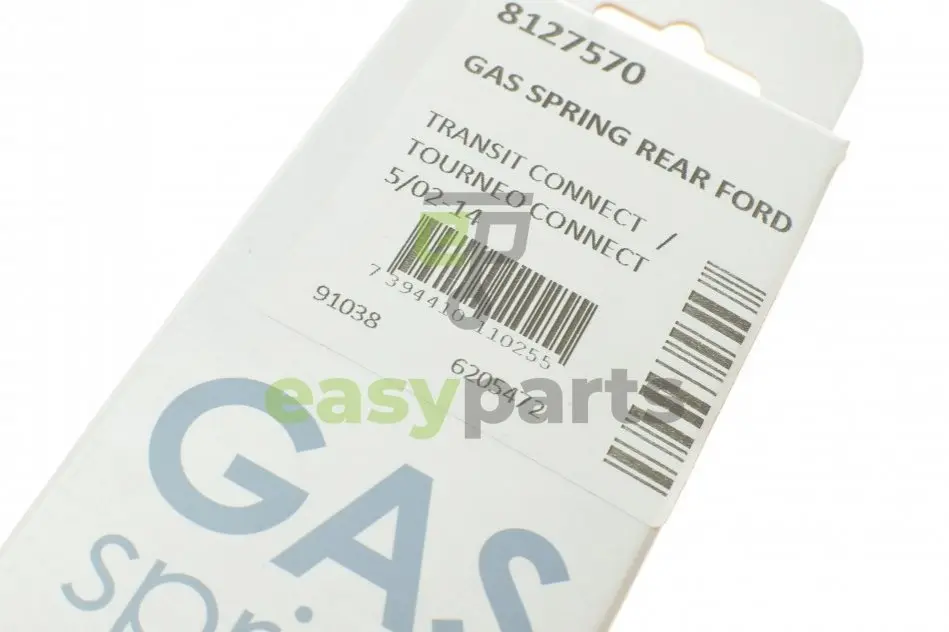 8127570
GAS SPRING REAR FORD
TRANSIT CONNECT /
TOURNEO CONNECT
5/02-14
7 394410 110255
91038
6205472
easyparts
GAS